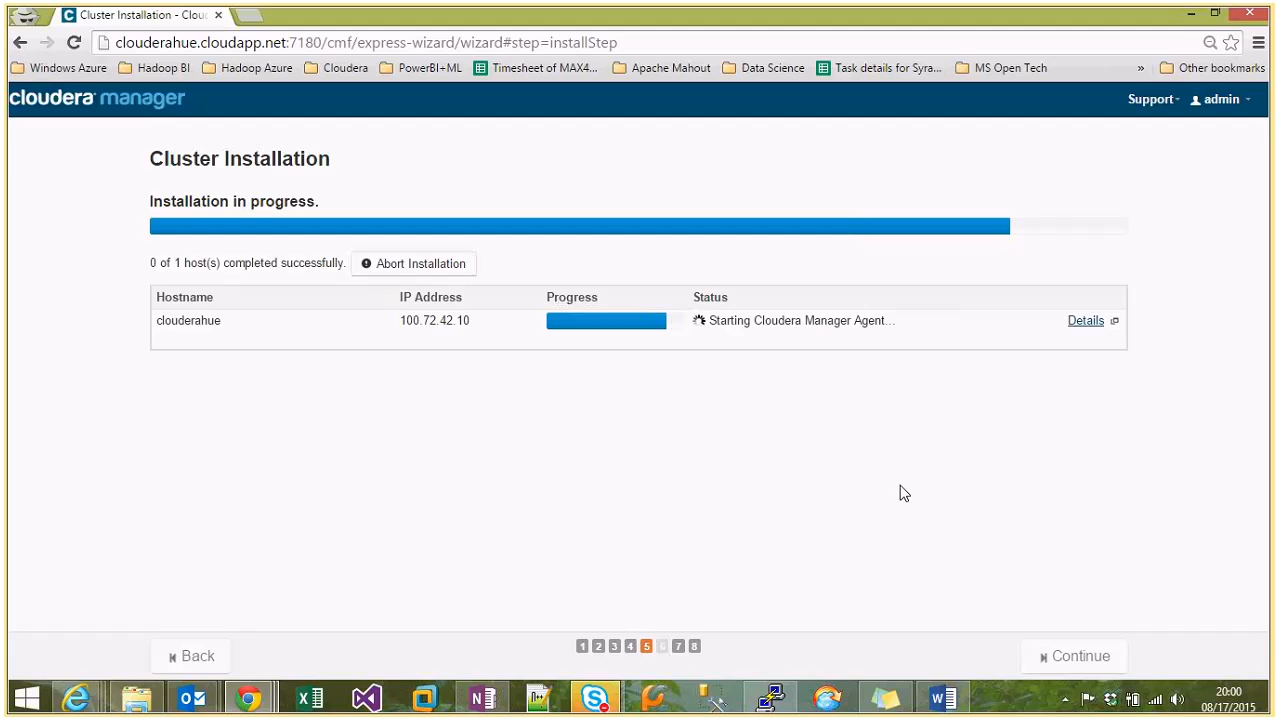 Cluster Installation - Clou
clouderahue.cloudapp.net:7180/cmf/express-wizard/wizard#step=installStep
Windows Azure Hadoop BI Hadoop Azure Cloudera PowerBI+ML Timesheet of MAX4... Apache Mahout Data Science Task details for Syra... MS Open Tech » Other bookmarks
cloudera manager Support admin
Cluster Installation
Installation in progress.
0 of 1 host(s) completed successfully. Abort Installation
Hostname IP Address Progress Status
clouderahue 100.72.42.10 Starting Cloudera Manager Agent... Details
1 2 3 4 5 6 7 8
Back Continue
20:00
08/17/2015